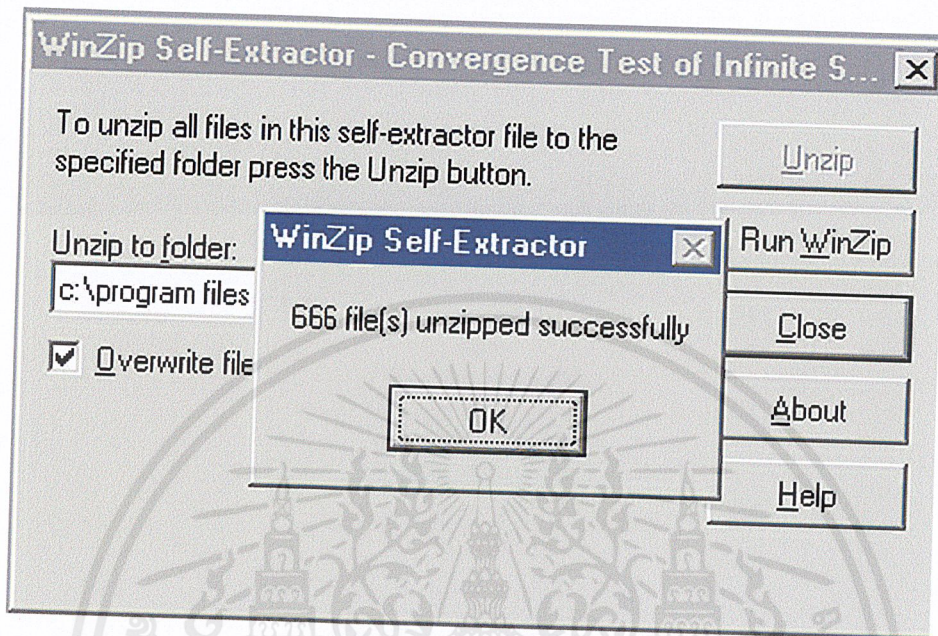 WinZip Self-Extractor - Convergence Test of Infinite S...
To unzip all files in this self-extractor file to the
specified folder press the Unzip button.
Unzip to folder:
c:\program files
Overwrite file
WinZip Self-Extractor
666 file(s) unzipped successfully
OK
Unzip
Run WinZip
Close
About
Help